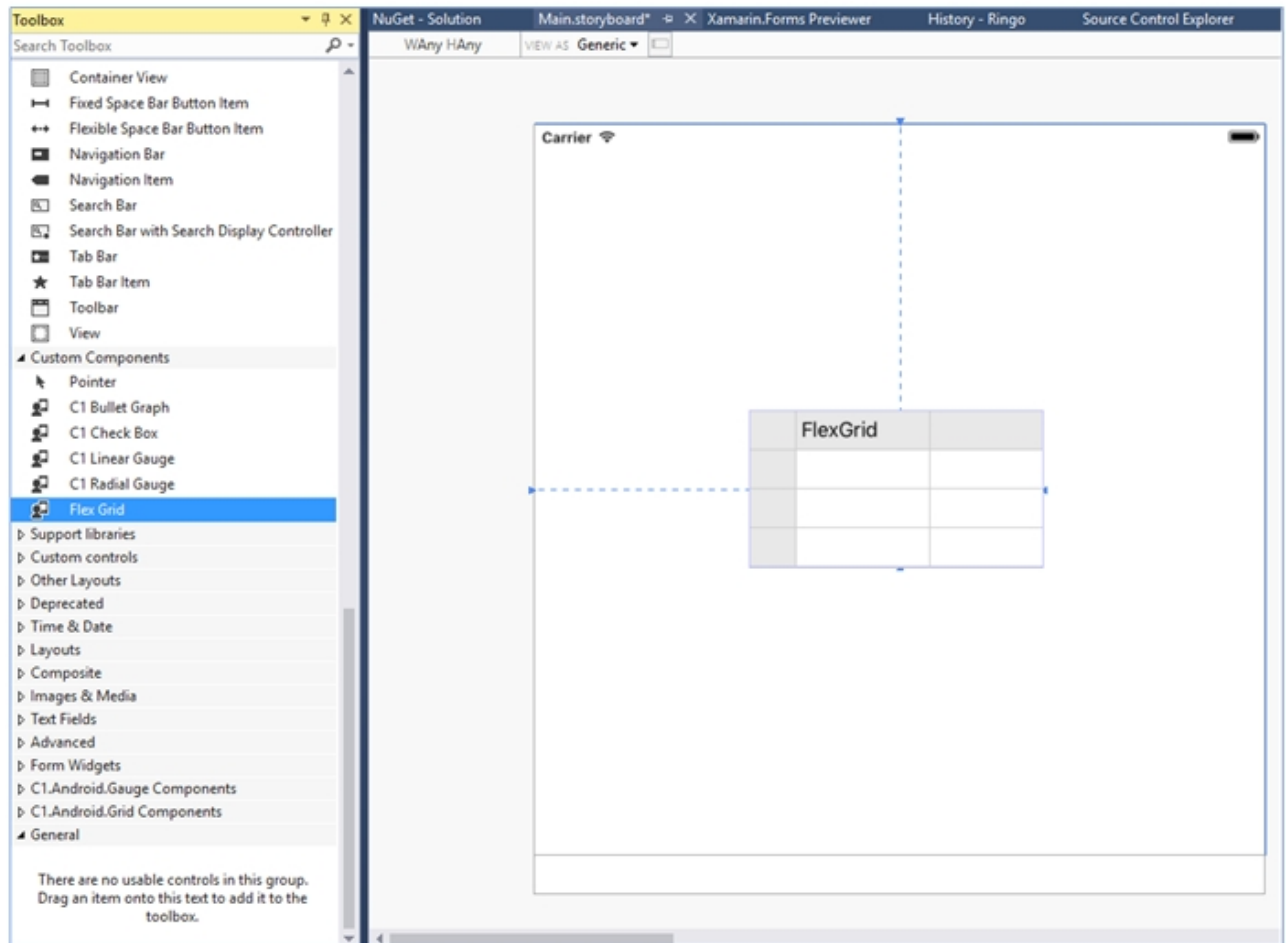 Toolbox
Search Toolbox
Container View
Fixed Space Bar Button Item
Flexible Space Bar Button Item
Navigation Bar
Navigation Item
Search Bar
Search Bar with Search Display Controller
Tab Bar
Tab Bar Item
Toolbar
View
Custom Components
Pointer
C1 Bullet Graph
C1 Check Box
C1 Linear Gauge
C1 Radial Gauge
Flex Grid
Support libraries
Custom controls
Other Layouts
Deprecated
Time & Date
Layouts
Composite
Images & Media
Text Fields
Advanced
Form Widgets
C1.Android.Gauge Components
C1.Android.Grid Components
General
There are no usable controls in this group.
Drag an item onto this text to add it to the
toolbox.
NuGet - Solution Main.storyboard* Xamarin.Forms Previewer History - Ringo Source Control Explorer
WAny HAny VIEW AS Generic
Carrier
FlexGrid